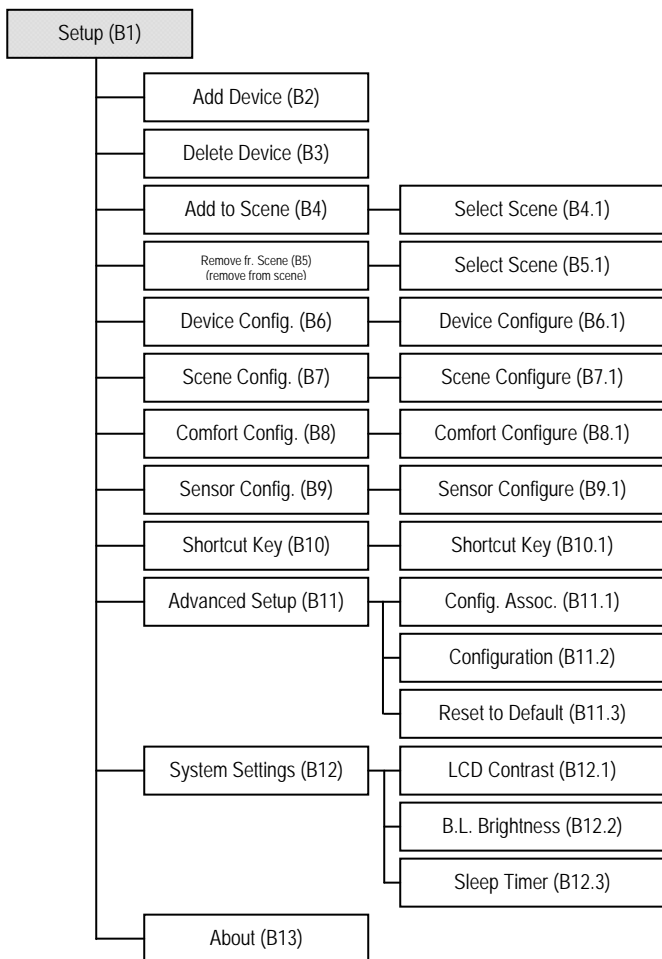 Setup (B1)
Add Device (B2)
Delete Device (B3)
Add to Scene (B4)
Select Scene (B4.1)
Remove fr. Scene (B5)
(remove from scene)
Select Scene (B5.1)
Device Config. (B6)
Device Configure (B6.1)
Scene Config. (B7)
Scene Configure (B7.1)
Comfort Config. (B8)
Comfort Configure (B8.1)
Sensor Config. (B9)
Sensor Configure (B9.1)
Shortcut Key (B10)
Shortcut Key (B10.1)
Advanced Setup (B11)
Config. Assoc. (B11.1)
Configuration (B11.2)
Reset to Default (B11.3)
System Settings (B12)
LCD Contrast (B12.1)
B.L. Brightness (B12.2)
Sleep Timer (B12.3)
About (B13)